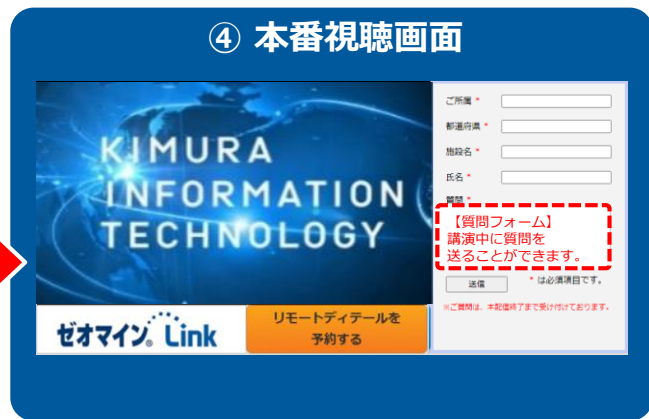 ④ 本番視聴画面
KIMURA
INFORMATION
TECHNOLOGY
ゼオマイン。Link
リモートディテールを
予約する
ご所属 *
都道府県 *
施設名 *
氏名 *
質問 *
【質問フォーム】
講演中に質問を
送ることができます。
送信
* は必須項目です。
※ご質問は、本配信終了まで受け付けております。